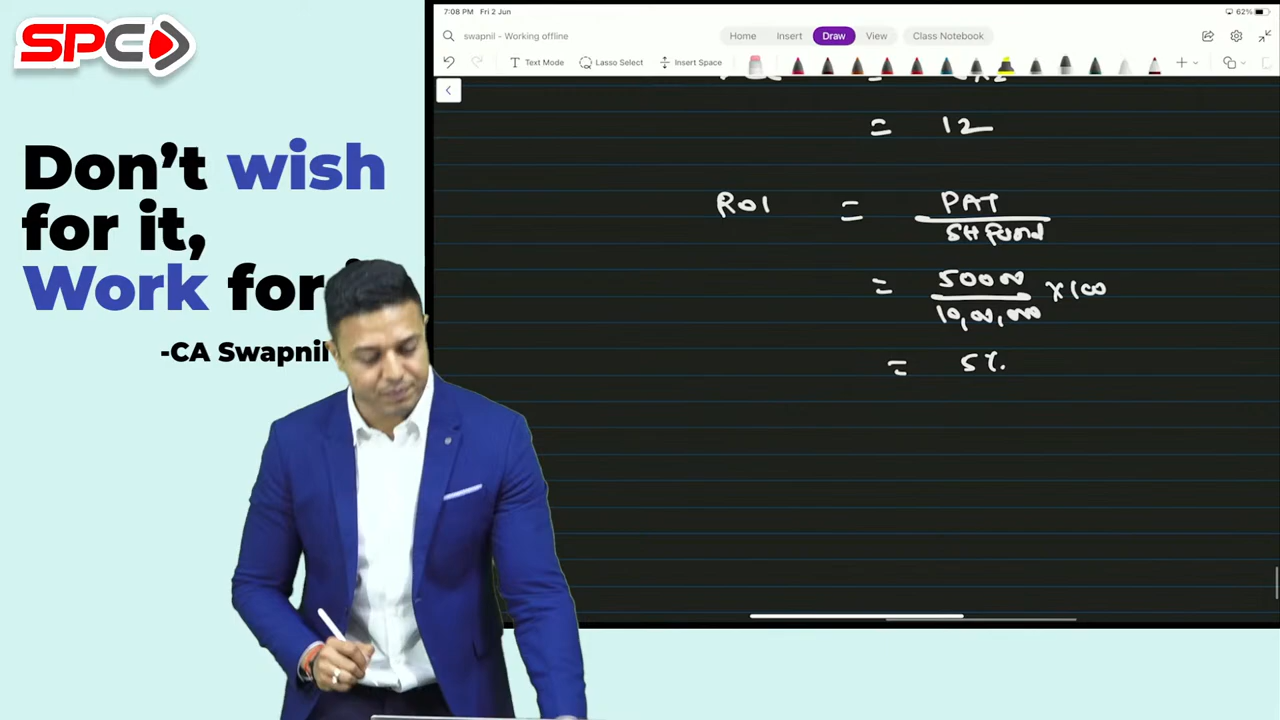 SPC
Don't wish
for it,
Work for
-CA Swapnil
7:08 PM Fri 2 Jun
62%
swapnil - Working offline
Home Insert Draw View Class Notebook
Text Mode Lasso Select Insert Space
= 12
ROI = PAT
SH Fund
= 50000 × 100
10,00,000
= 5%